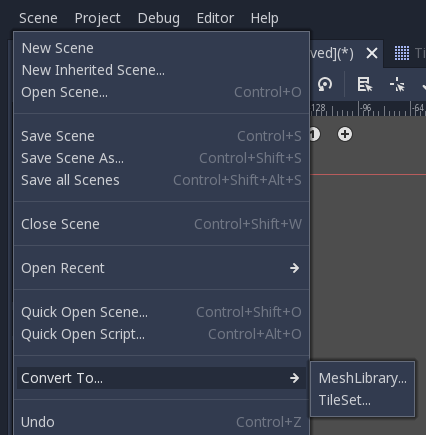 Scene Project Debug Editor Help
New Scene
New Inherited Scene...
Open Scene... Control+O
Save Scene Control+S
Save Scene As... Control+Shift+S
Save all Scenes Control+Shift+Alt+S
Close Scene Control+Shift+W
Open Recent
Quick Open Scene... Control+Shift+O
Quick Open Script... Control+Alt+O
Convert To...
Undo Control+Z
MeshLibrary...
TileSet...
ved](*)
128 -96 -64